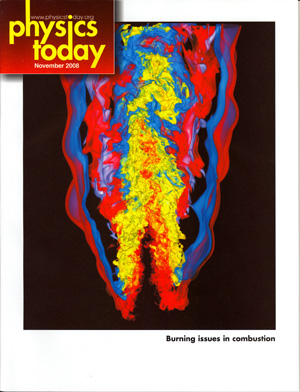 www.physicstoday.org
physics
today
November 2008
Burning issues in combustion